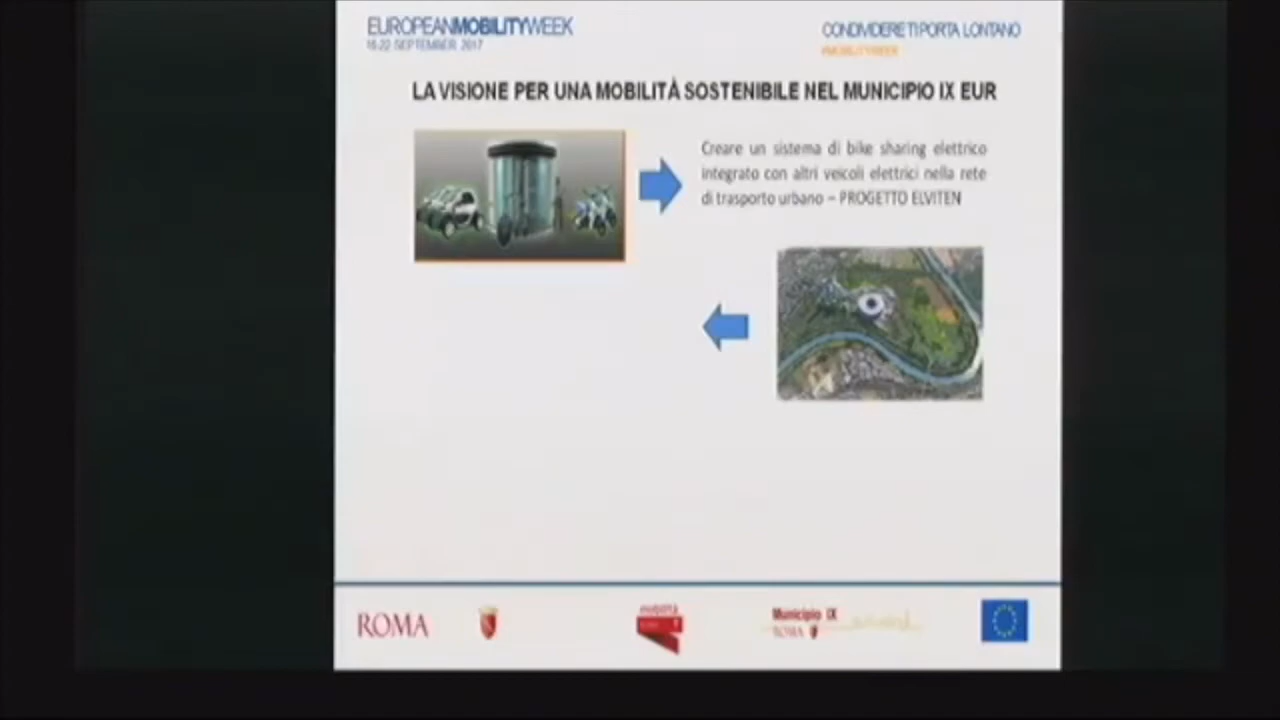 EUROPEANMOBILITYWEEK
16-22 SEPTEMBER 2017
CONDIVIDERE TI PORTA LONTANO
#MOBILITYWEEK
LA VISIONE PER UNA MOBILITÀ SOSTENIBILE NEL MUNICIPIO IX EUR
Creare un sistema di bike sharing elettrico
integrato con altri veicoli elettrici nella rete
di trasporto urbano – PROGETTO ELVITEN
ROMA
Municipio IX
ROMA